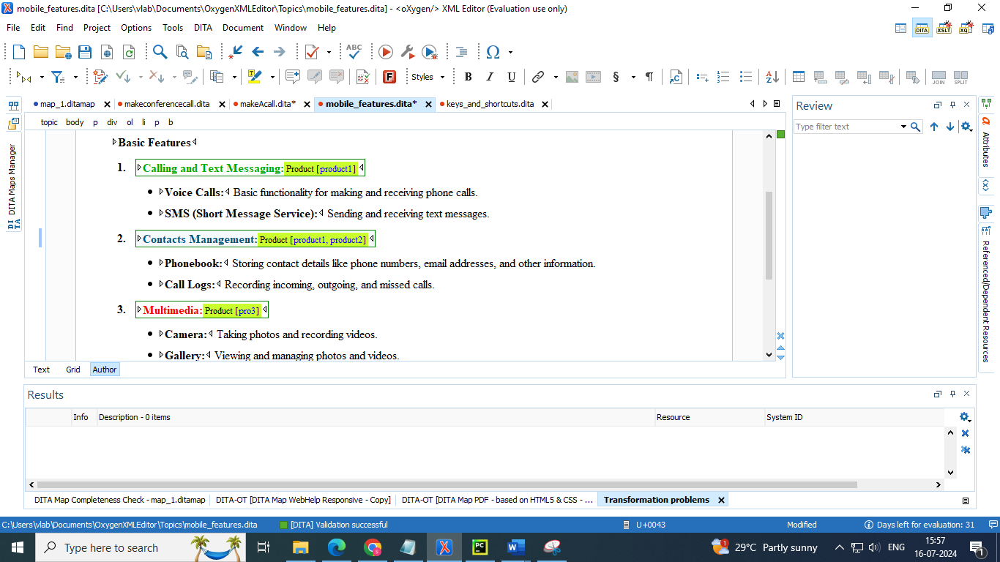 mobile_features.dita [C:\Users\vlab\Documents\OxygenXMLEditor\Topics\mobile_features.dita] - <oXygen/> XML Editor (Evaluation use only)
File Edit Find Project Options Tools DITA Document Window Help
DITA XSLT XQ
ABC
Styles B I U § ¶ JOIN SPLIT
map_1.ditamap makeconferencecall.dita makeAcall.dita* mobile_features.dita* keys_and_shortcuts.dita
topic body p div ol li p b
Basic Features
1. Calling and Text Messaging: Product [product1]
• Voice Calls: Basic functionality for making and receiving phone calls.
• SMS (Short Message Service): Sending and receiving text messages.
2. Contacts Management: Product [product1, product2]
• Phonebook: Storing contact details like phone numbers, email addresses, and other information.
• Call Logs: Recording incoming, outgoing, and missed calls.
3. Multimedia: Product [pro3]
• Camera: Taking photos and recording videos.
• Gallery: Viewing and managing photos and videos.
Text Grid Author
DITA Maps Manager
Review
Type filter text
Attributes
Referenced/Dependent Resources
Results
Info Description - 0 items Resource System ID
DITA Map Completeness Check - map_1.ditamap DITA-OT [DITA Map WebHelp Responsive - Copy] DITA-OT [DITA Map PDF - based on HTML5 & CSS - ... Transformation problems
C:\Users\vlab\Documents\OxygenXMLEditor\Topics\mobile_features.dita [DITA] Validation successful U+0043 Modified Days left for evaluation: 31
Type here to search
29°C Partly sunny ENG
15:57
16-07-2024